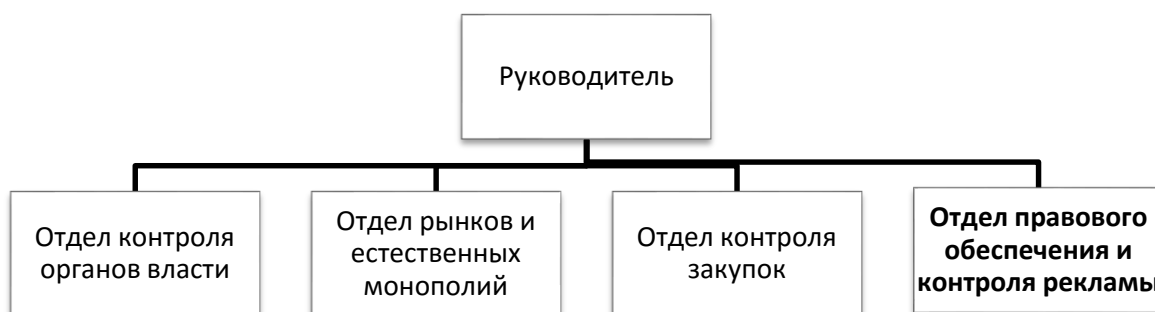 Руководитель
Отдел контроля
органов власти
Отдел рынков и
естественных
монополий
Отдел контроля
закупок
Отдел правового
обеспечения и
контроля рекламы